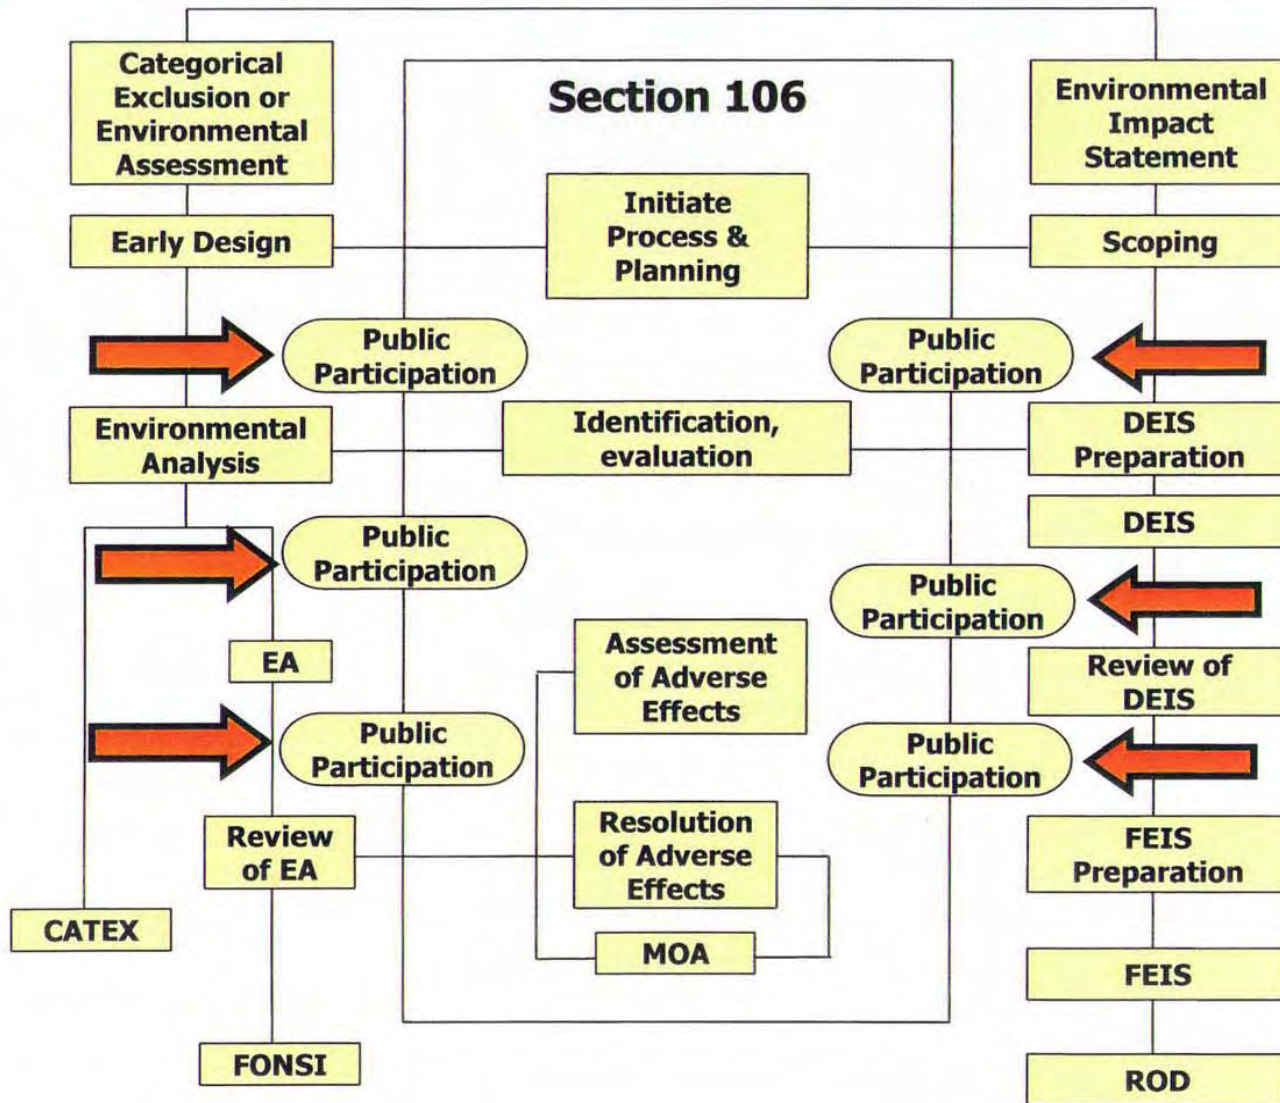 Categorical
Exclusion or
Environmental
Assessment
Section 106
Environmental
Impact
Statement
Early Design
Initiate
Process &
Planning
Scoping
Public
Participation
Public
Participation
Environmental
Analysis
Identification,
evaluation
DEIS
Preparation
DEIS
Public
Participation
Public
Participation
EA
Assessment
of Adverse
Effects
Review of
DEIS
Public
Participation
Public
Participation
Review
of EA
Resolution
of Adverse
Effects
FEIS
Preparation
CATEX
MOA
FEIS
FONSI
ROD